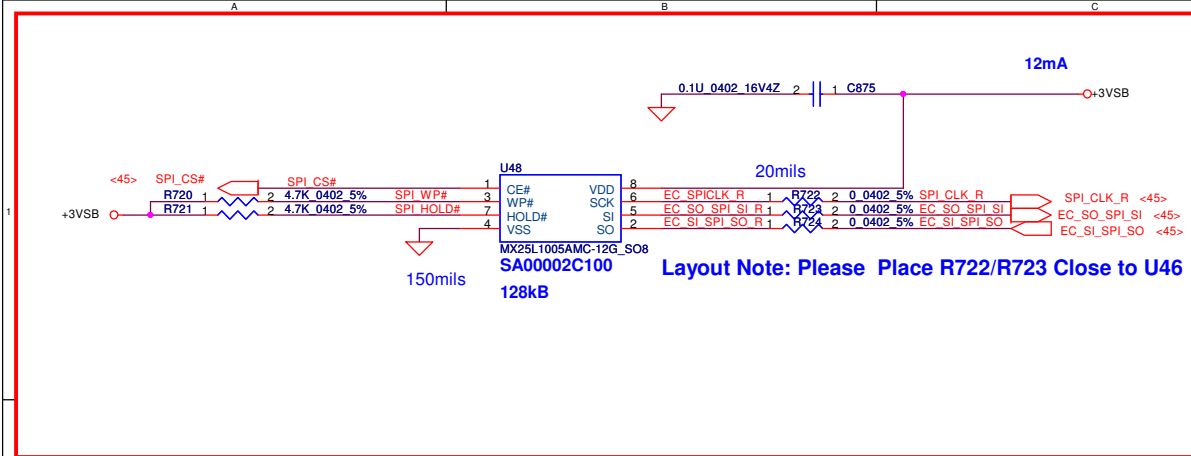 A B C
12mA
0.1U_0402_16V4Z 2 1 C875
+3VSB
U48
20mils
<45> SPI_CS# SPI_CS# 1 CE# VDD 8
R720 1 2 4.7K_0402_5% SPI_WP# 3 WP# SCK 6 EC_SPICLK_R 1 R722 2 0_0402_5% SPI_CLK_R SPI_CLK_R <45>
1 +3VSB R721 1 2 4.7K_0402_5% SPI_HOLD# 7 HOLD# SI 5 EC_SO_SPI_SI_R 1 R723 2 0_0402_5% EC_SO_SPI_SI EC_SO_SPI_SI <45>
4 VSS SO 2 EC_SI_SPI_SO_R 1 R724 2 0_0402_5% EC_SI_SPI_SO EC_SI_SPI_SO <45>
MX25L1005AMC-12G_SO8
150mils
SA00002C100
Layout Note: Please Place R722/R723 Close to U46
128kB